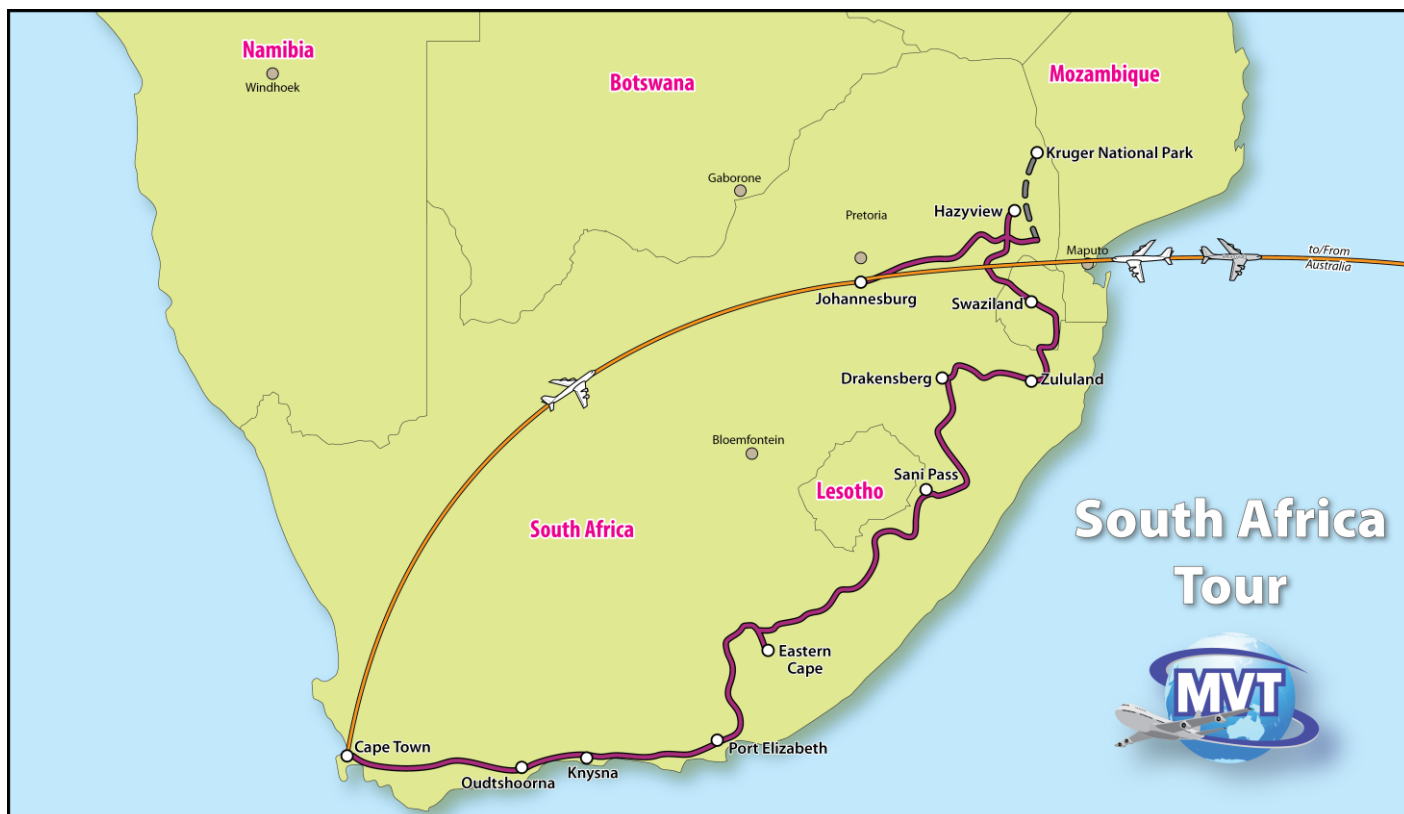 Namibia
Windhoek
Botswana
Mozambique
Kruger National Park
Gaborone
Hazyview
Pretoria
Maputo
to/From
Australia
Johannesburg
Swaziland
Drakensberg
Zululand
Bloemfontein
Sani Pass
Lesotho
South Africa
South Africa
Tour
Eastern
Cape
MVT
Cape Town
Port Elizabeth
Knysna
Oudtshoorna